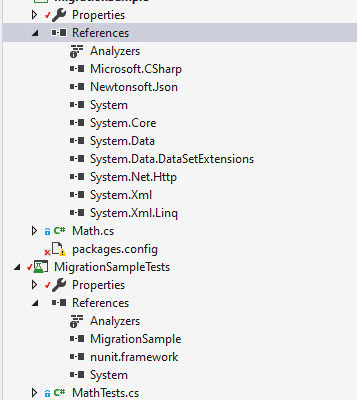 MigrationSample
Properties
References
Analyzers
Microsoft.CSharp
Newtonsoft.Json
System
System.Core
System.Data
System.Data.DataSetExtensions
System.Net.Http
System.Xml
System.Xml.Linq
C# Math.cs
packages.config
MigrationSampleTests
Properties
References
Analyzers
MigrationSample
nunit.framework
System
C# MathTests.cs